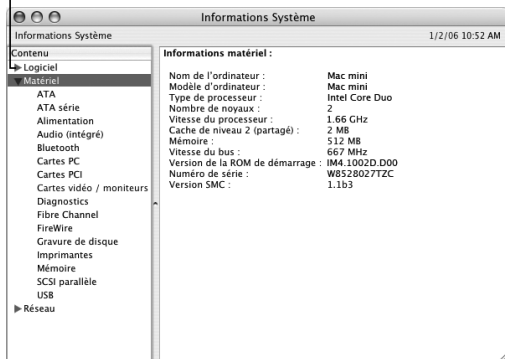 Informations Système
Informations Système 1/2/06 10:52 AM
Contenu
Logiciel
Matériel
ATA
ATA série
Alimentation
Audio (intégré)
Bluetooth
Cartes PC
Cartes PCI
Cartes vidéo / moniteurs
Diagnostics
Fibre Channel
FireWire
Gravure de disque
Imprimantes
Mémoire
SCSI parallèle
USB
Réseau
Informations matériel :
Nom de l'ordinateur : Mac mini
Modèle d'ordinateur : Mac mini
Type de processeur : Intel Core Duo
Nombre de noyaux : 2
Vitesse du processeur : 1.66 GHz
Cache de niveau 2 (partagé) : 2 MB
Mémoire : 512 MB
Vitesse du bus : 667 MHz
Version de la ROM de démarrage : IM4.1002D.D00
Numéro de série : W8528027TZC
Version SMC : 1.1b3